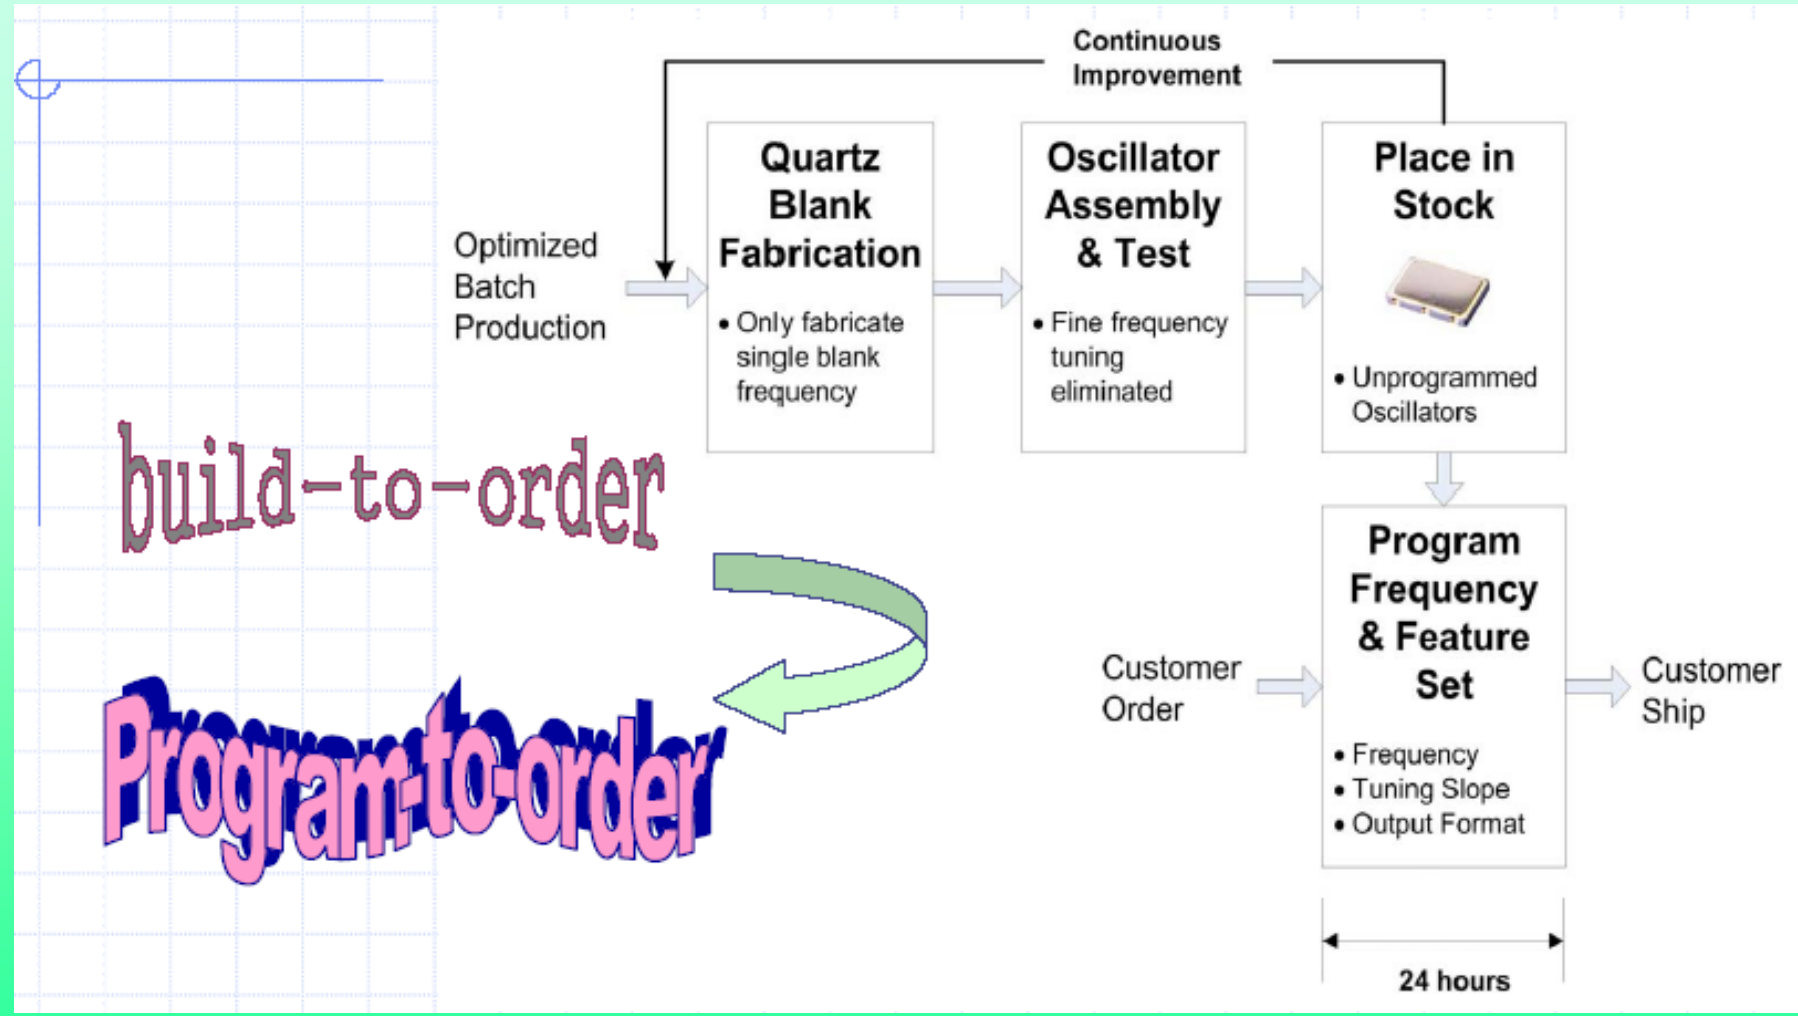 Continuous
Improvement
Quartz
Blank
Fabrication
• Only fabricate
single blank
frequency
Oscillator
Assembly
& Test
• Fine frequency
tuning
eliminated
Place in
Stock
• Unprogrammed
Oscillators
Optimized
Batch
Production
build-to-order
Program-to-order
Program
Frequency
& Feature
Set
• Frequency
• Tuning Slope
• Output Format
Customer
Order
Customer
Ship
24 hours